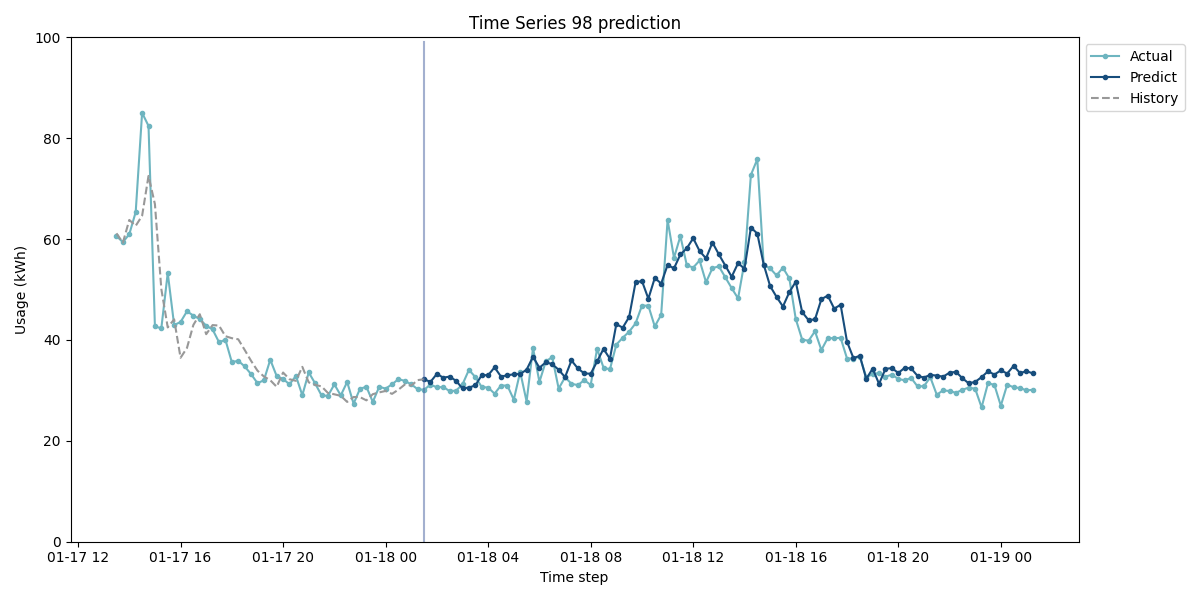 Time Series 98 prediction
Usage (kWh)
100
80
60
40
20
0
01-17 12
01-17 16
01-17 20
01-18 00
01-18 04
01-18 08
01-18 12
01-18 16
01-18 20
01-19 00
Time step
Actual
Predict
History